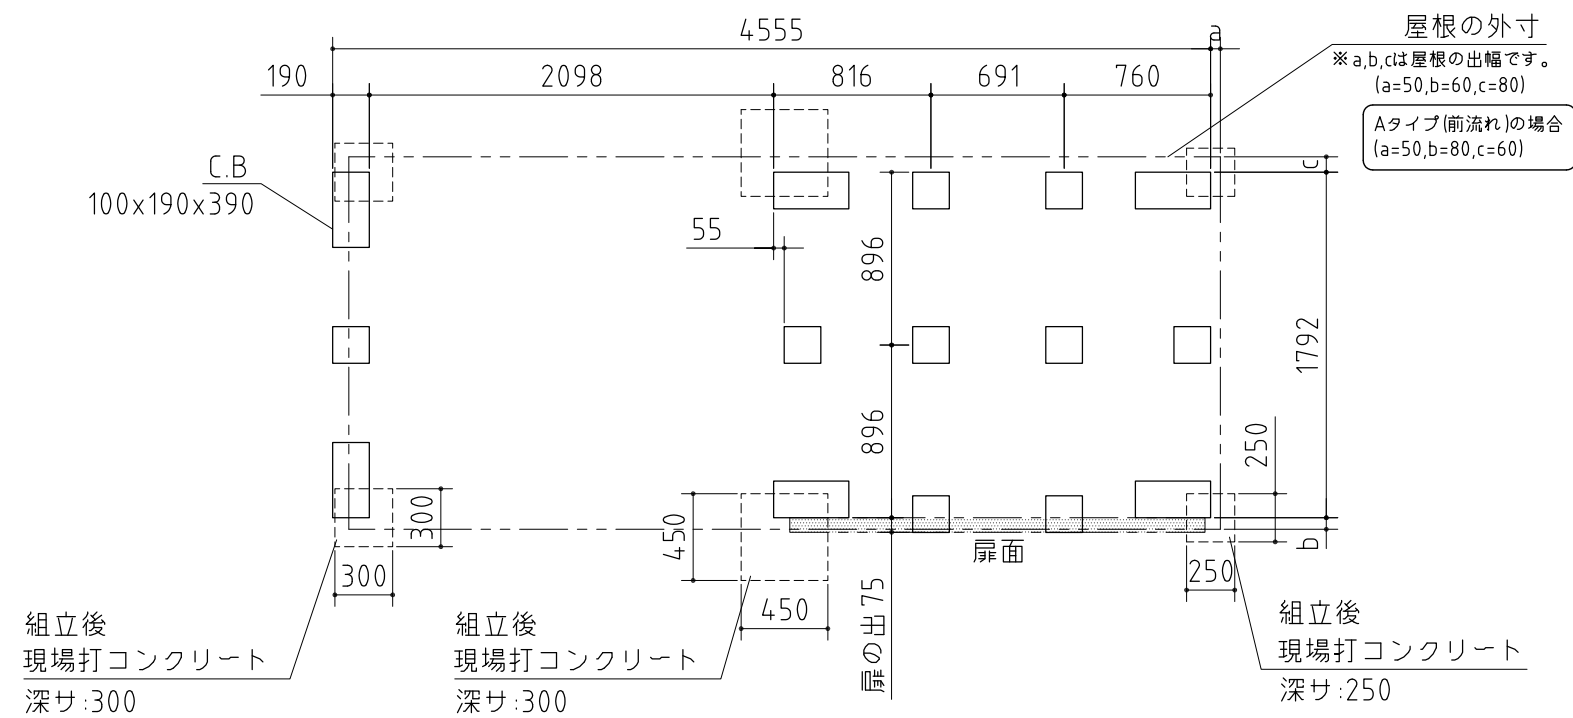 4555
a
屋根の外寸
※a,b,cは屋根の出幅です。
(a=50,b=60,c=80)
Aタイプ(前流れ)の場合
(a=50,b=80,c=60)
190
2098
816
691
760
C.B
100x190x390
c
55
896
896
1792
250
300
300
450
450
扉面
250
b
扉の出75
組立後
現場打コンクリート
深サ:300
組立後
現場打コンクリート
深サ:300
組立後
現場打コンクリート
深サ:250